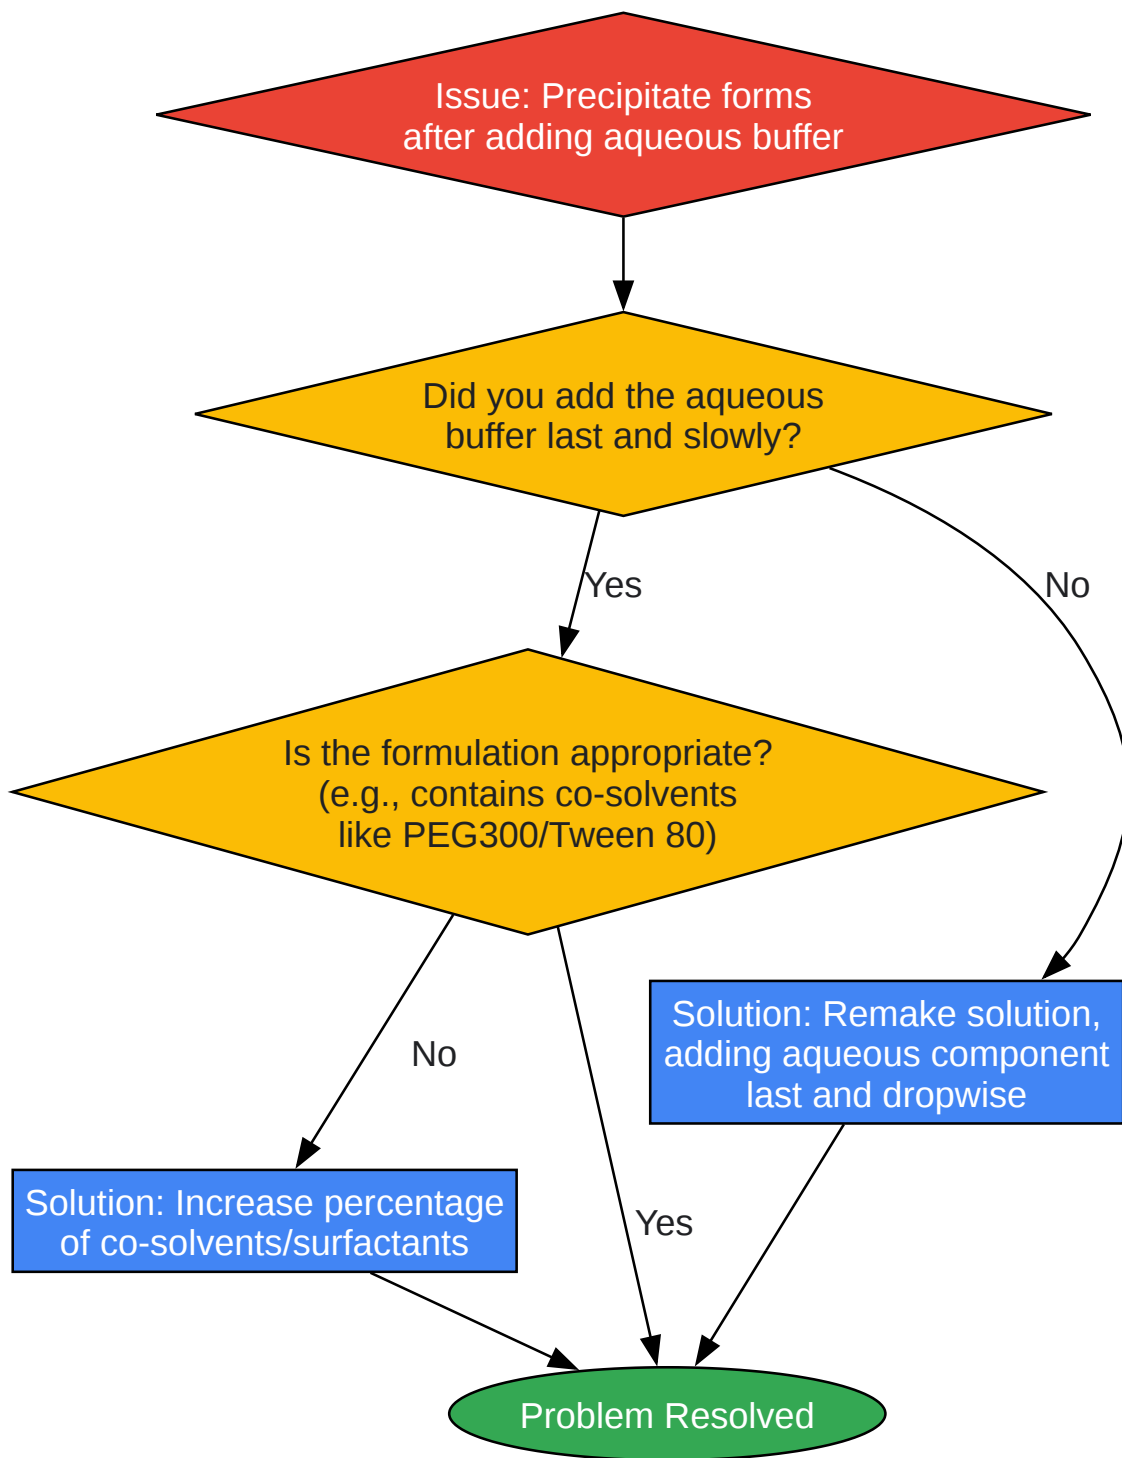 Issue: Precipitate forms
after adding aqueous buffer
Did you add the aqueous
buffer last and slowly?
Yes
No
Is the formulation appropriate?
(e.g., contains co-solvents
like PEG300/Tween 80)
No
Solution: Remake solution,
adding aqueous component
last and dropwise
Solution: Increase percentage
of co-solvents/surfactants
Yes
Problem Resolved